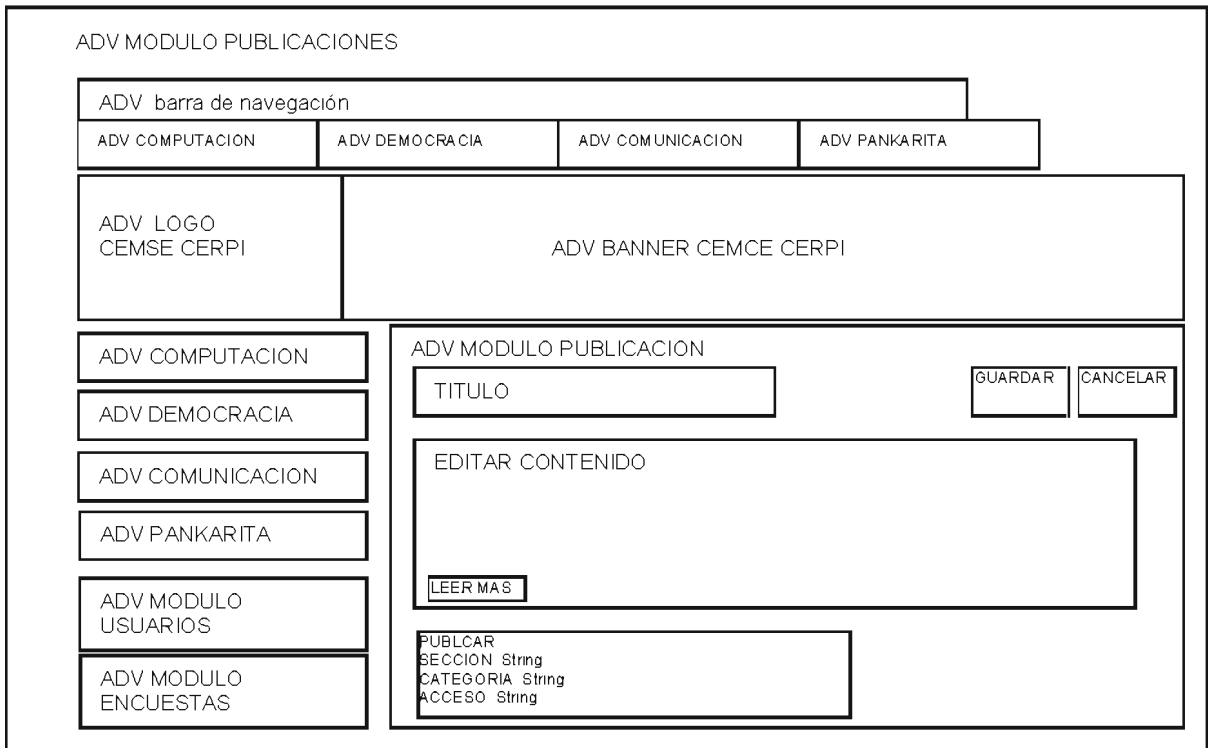 ADV MODULO PUBLICACIONES
ADV barra de navegación
ADV COMPUTACION
ADV DEMOCRACIA
ADV COMUNICACION
ADV PANKARITA
ADV LOGO
CEMSE CERPI
ADV BANNER CEMCE CERPI
ADV COMPUTACION
ADV DEMOCRACIA
ADV COMUNICACION
ADV PANKARITA
ADV MODULO
USUARIOS
ADV MODULO
ENCUESTAS
ADV MODULO PUBLICACION
TITULO
GUARDAR
CANCELAR
EDITAR CONTENIDO
LEER MAS
PUBLCAR
SECCION String
CATEGORIA String
ACCESO String